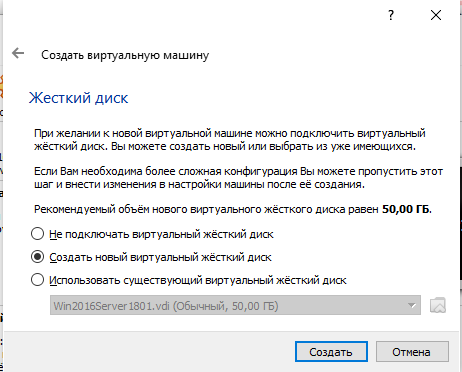 ?
Создать виртуальную машину
Жесткий диск
При желании к новой виртуальной машине можно подключить виртуальный
жёсткий диск. Вы можете создать новый или выбрать из уже имеющихся.
Если Вам необходима более сложная конфигурация Вы можете пропустить этот
шаг и внести изменения в настройки машины после её создания.
Рекомендуемый объём нового виртуального жёсткого диска равен 50,00 ГБ.
Не подключать виртуальный жёсткий диск
Создать новый виртуальный жёсткий диск
Использовать существующий виртуальный жёсткий диск
Win2016Server1801.vdi (Обычный, 50,00 ГБ)
Создать
Отмена